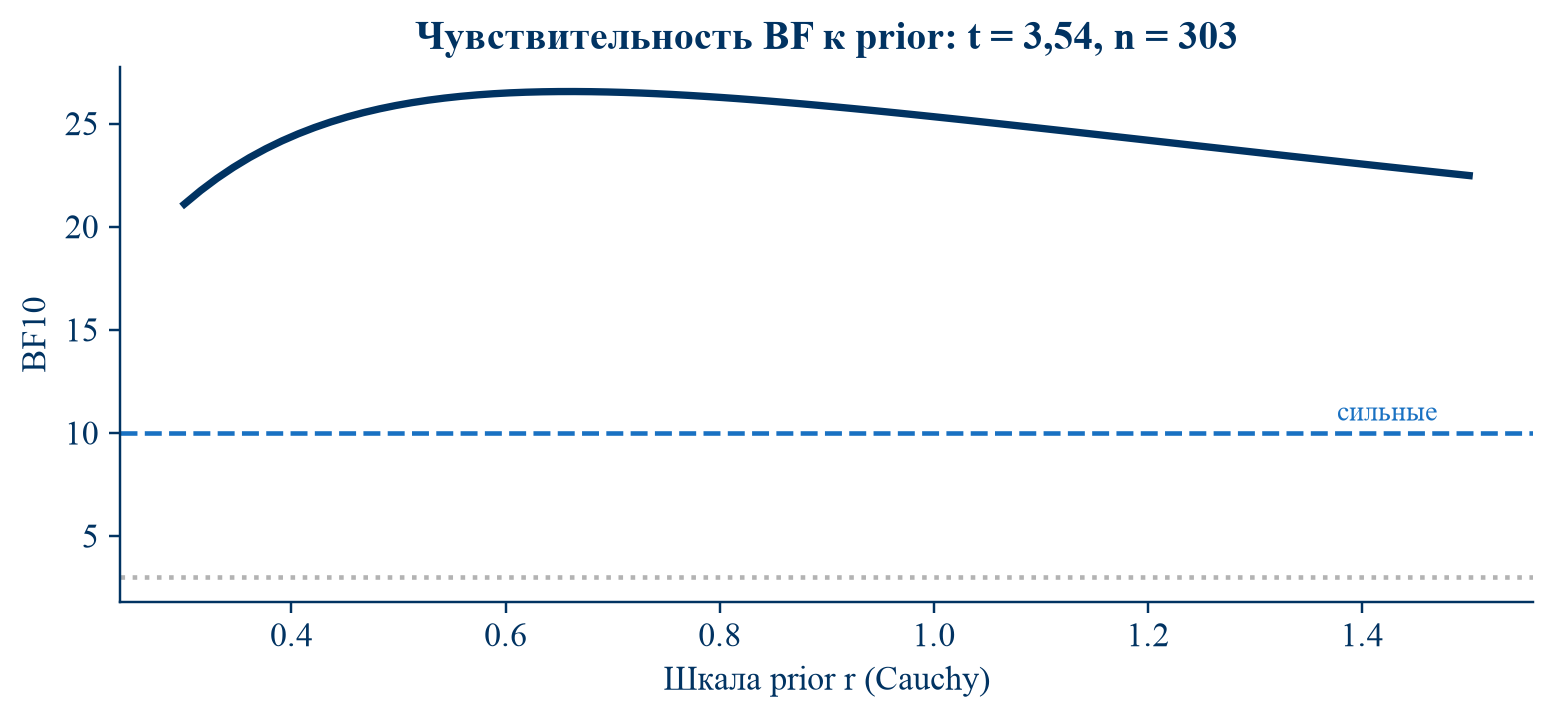 Чувствительность BF к prior: t = 3,54, n = 303
BF10
25
20
15
10
5
сильные
0.4
0.6
0.8
1.0
1.2
1.4
Шкала prior r (Cauchy)